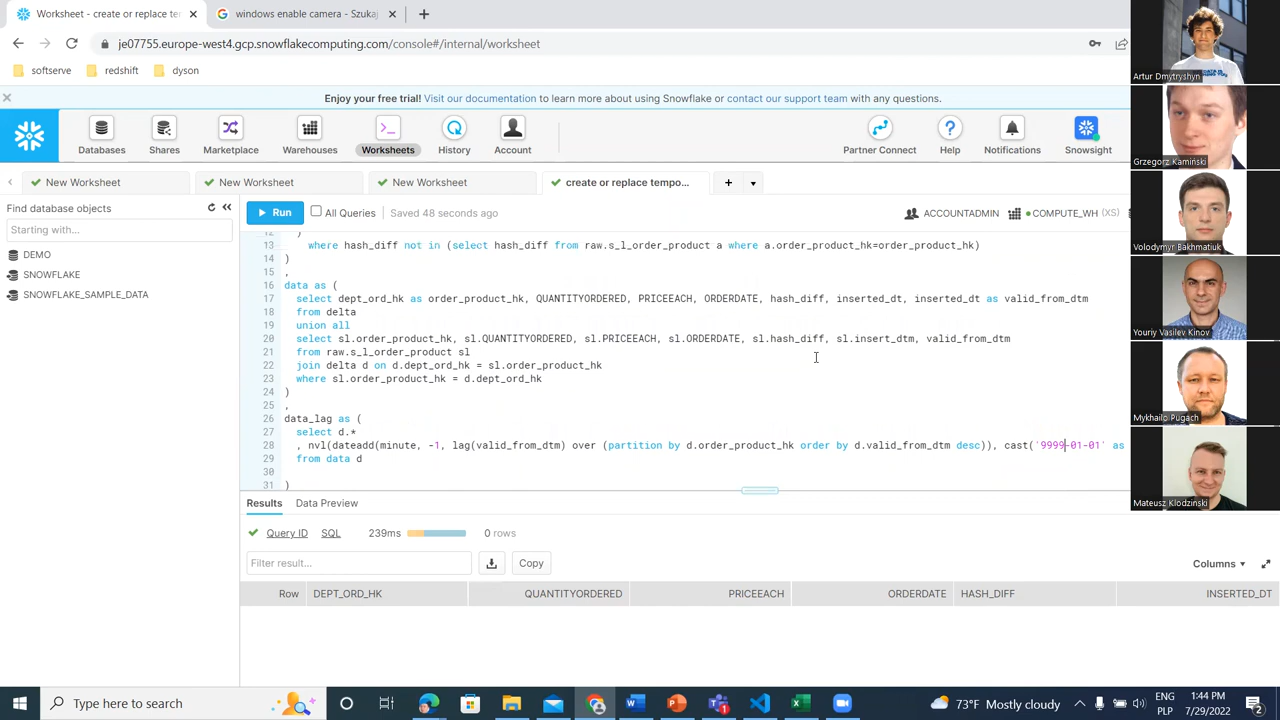 Worksheet - create or replace te
windows enable camera - Szukaj
je07755.europe-west4.gcp.snowflakecomputing.com/console#/internal/worksheet
softserve
redshift
dyson
Enjoy your free trial! Visit our documentation to learn more about using Snowflake or contact our support team with any questions.
Databases
Shares
Marketplace
Warehouses
Worksheets
History
Account
Partner Connect
Help
Notifications
Snowsight
New Worksheet
New Worksheet
New Worksheet
create or replace tempo...
Find database objects
Starting with...
DEMO
SNOWFLAKE
SNOWFLAKE_SAMPLE_DATA
Run
All Queries
Saved 48 seconds ago
ACCOUNTADMIN
COMPUTE_WH (XS)
12 )
13 where hash_diff not in (select hash_diff from raw.s_l_order_product a where a.order_product_hk=order_product_hk)
14 )
15 ,
16 data as (
17 select dept_ord_hk as order_product_hk, QUANTITYORDERED, PRICEEACH, ORDERDATE, hash_diff, inserted_dt, inserted_dt as valid_from_dtm
18 from delta
19 union all
20 select sl.order_product_hk, sl.QUANTITYORDERED, sl.PRICEEACH, sl.ORDERDATE, sl.hash_diff, sl.insert_dtm, valid_from_dtm
21 from raw.s_l_order_product sl
22 join delta d on d.dept_ord_hk = sl.order_product_hk
23 where sl.order_product_hk = d.dept_ord_hk
24 )
25 ,
26 data_lag as (
27 select d.*
28 , nvl(dateadd(minute, -1, lag(valid_from_dtm) over (partition by d.order_product_hk order by d.valid_from_dtm desc)), cast('9999-01-01' as
29 from data d
30
31 )
Results
Data Preview
Query ID
SQL
239ms
0 rows
Filter result...
Copy
Columns
Row
DEPT_ORD_HK
QUANTITYORDERED
PRICEEACH
ORDERDATE
HASH_DIFF
INSERTED_DT
Artur Dmytryshyn
Grzegorz Kamiński
Volodymyr Bakhmatiuk
Youriy Vasilev Kinov
Mykhailo Pugach
Mateusz Klodzinski
Type here to search
73°F Mostly cloudy
ENG
PLP
1:44 PM
7/29/2022
2